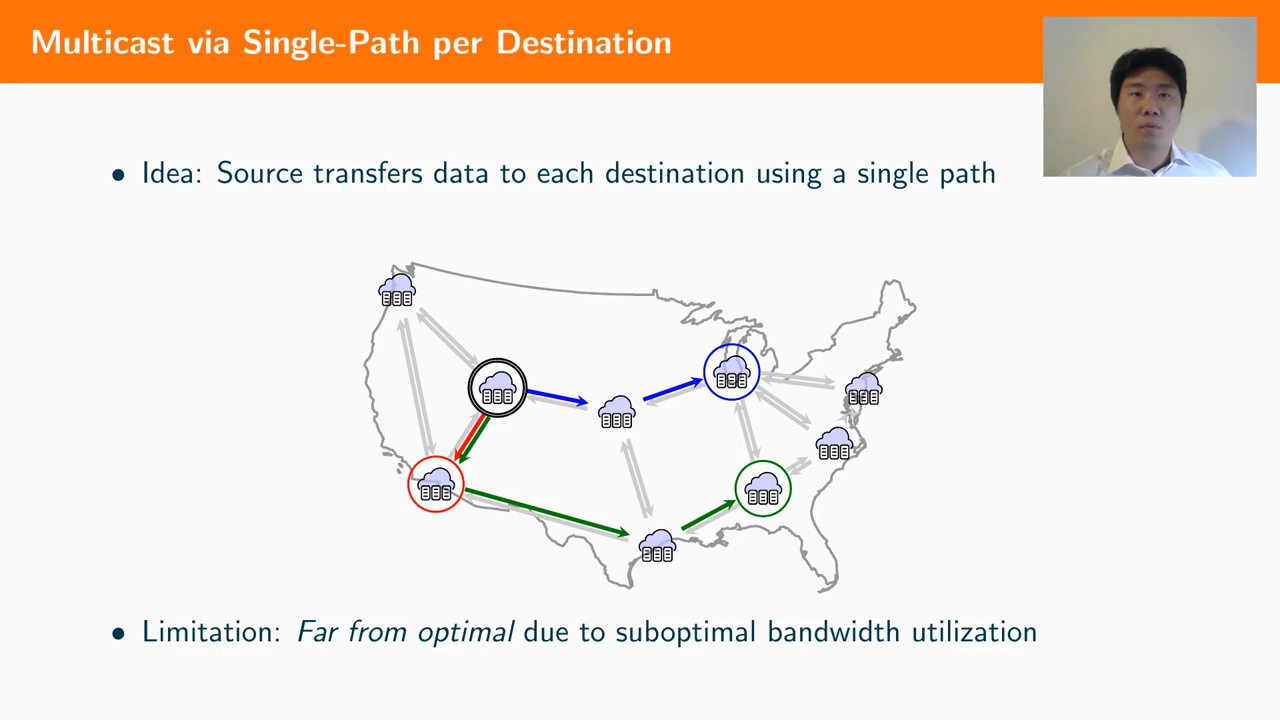 Multicast via Single-Path per Destination
• Idea: Source transfers data to each destination using a single path
• Limitation: Far from optimal due to suboptimal bandwidth utilization